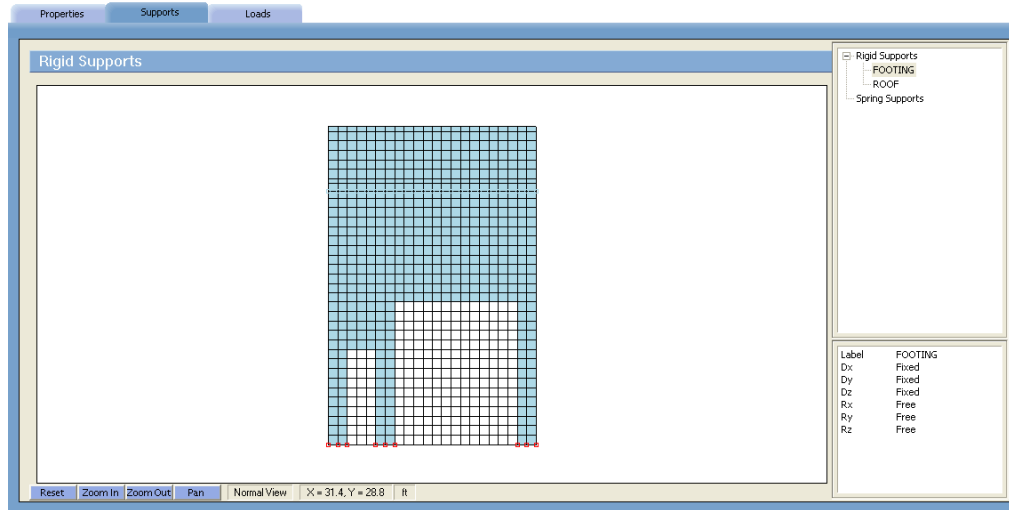 Properties Supports Loads
Rigid Supports
Rigid Supports
FOOTING
ROOF
Spring Supports
Label FOOTING
Dx Fixed
Dy Fixed
Dz Fixed
Rx Free
Ry Free
Rz Free
Reset Zoom In Zoom Out Pan Normal View X = 31.4, Y = 28.8 ft